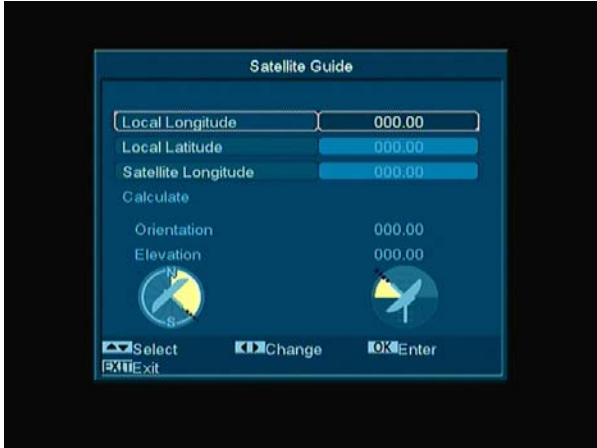 Satellite Guide
Local Longitude 000.00
Local Latitude 000.00
Satellite Longitude 000.00
Calculate
Orientation 000.00
Elevation 000.00
N
S
Select Change OK Enter
EXIT Exit